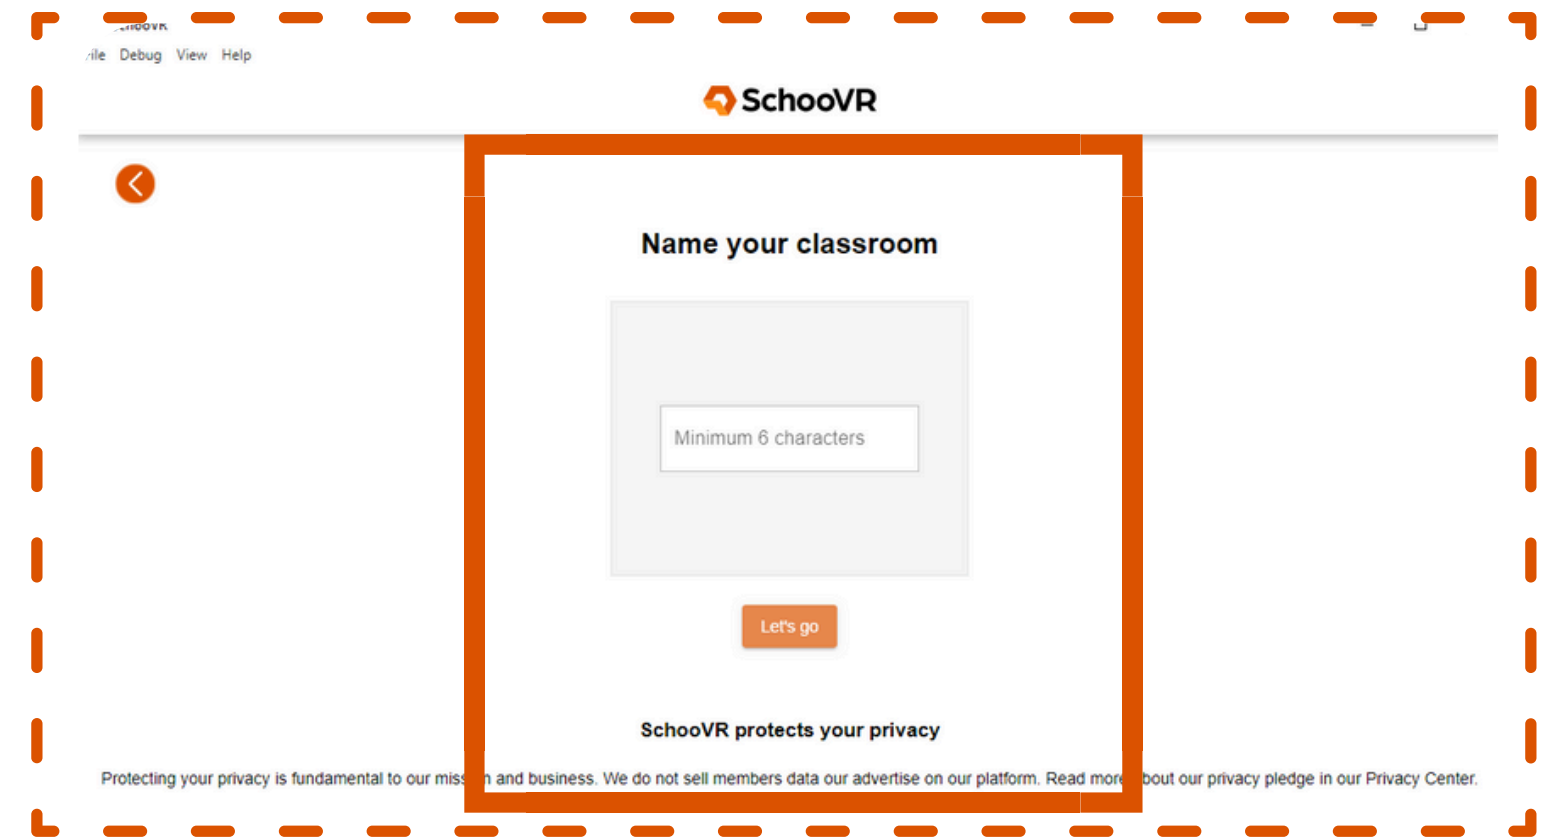 Debug View Help
SchooVR
Name your classroom
Minimum 6 characters
Let's go
SchooVR protects your privacy
Protecting your privacy is fundamental to our and business. We do not sell members data our advertise on our platform. Read more our privacy pledge in our Privacy Center.